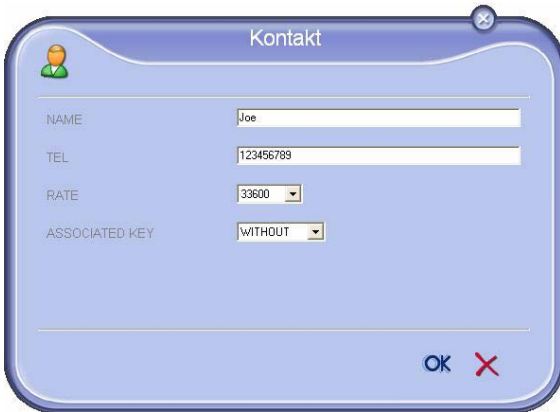 Kontakt
NAME Joe
TEL 123456789
RATE 33600
ASSOCIATED KEY WITHOUT
OK